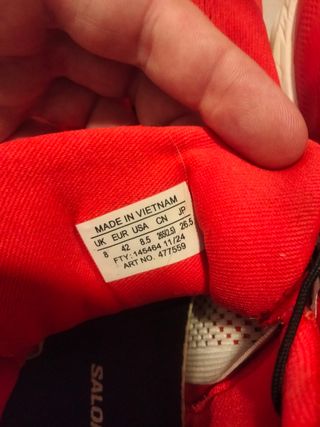 MADE IN VIETNAM
UK EUR USA CN JP
8 42 8.5 265(2.5) 26.5
FTY: 145464 11/24
ART NO. 477559